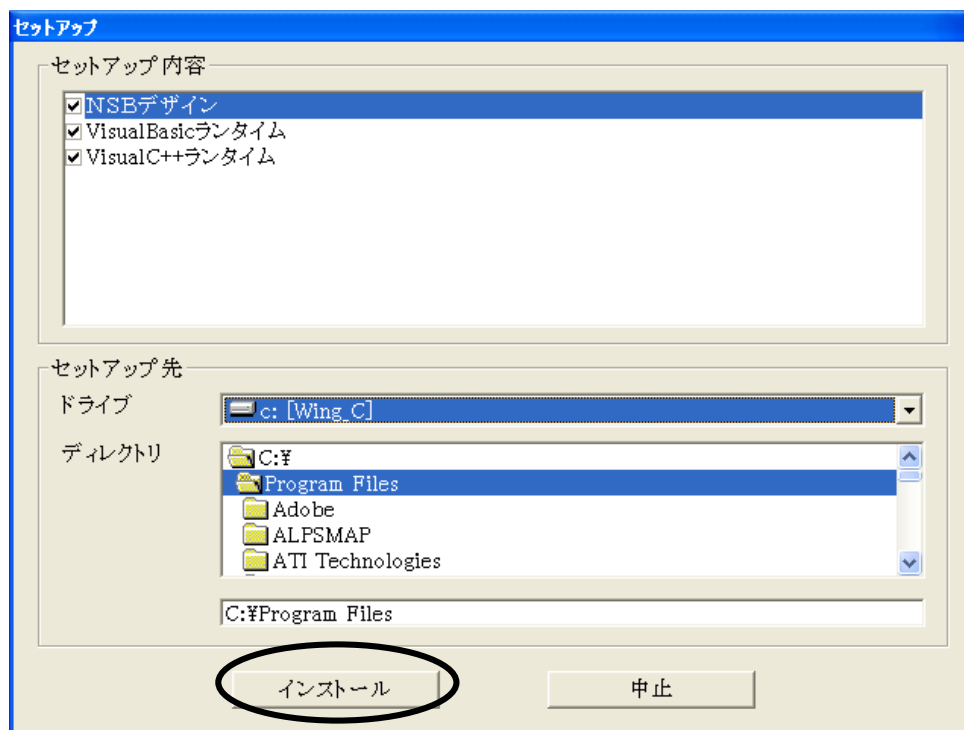 セットアップ
セットアップ内容
NSBデザイン
VisualBasicランタイム
VisualC++ランタイム
セットアップ先
ドライブ
c: [Wing_C]
ディレクトリ
C:¥
Program Files
Adobe
ALPSMAP
ATI Technologies
C:¥Program Files
インストール
中止